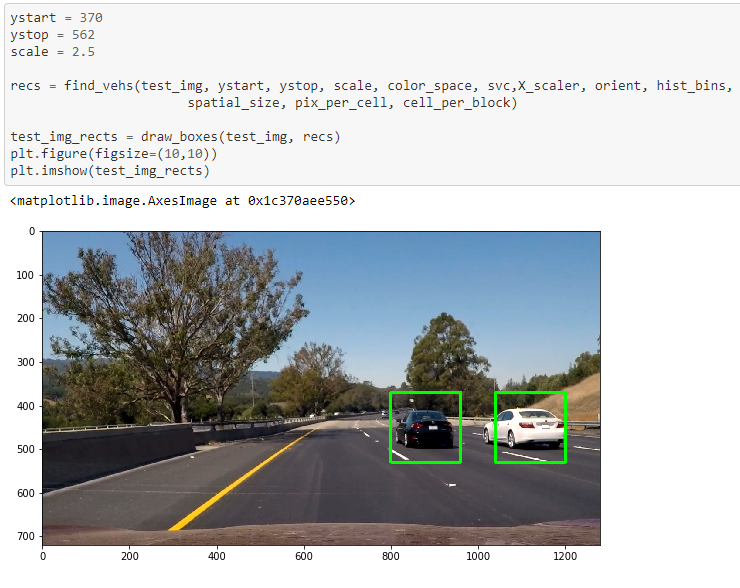 ystart = 370
ystop = 562
scale = 2.5
recs = find_vehs(test_img, ystart, ystop, scale, color_space, svc,X_scaler, orient, hist_bins,
spatial_size, pix_per_cell, cell_per_block)
test_img_rects = draw_boxes(test_img, recs)
plt.figure(figsize=(10,10))
plt.imshow(test_img_rects)
<matplotlib.image.AxesImage at 0x1c370aee550>
0
100
200
300
400
500
600
700
0 200 400 600 800 1000 1200